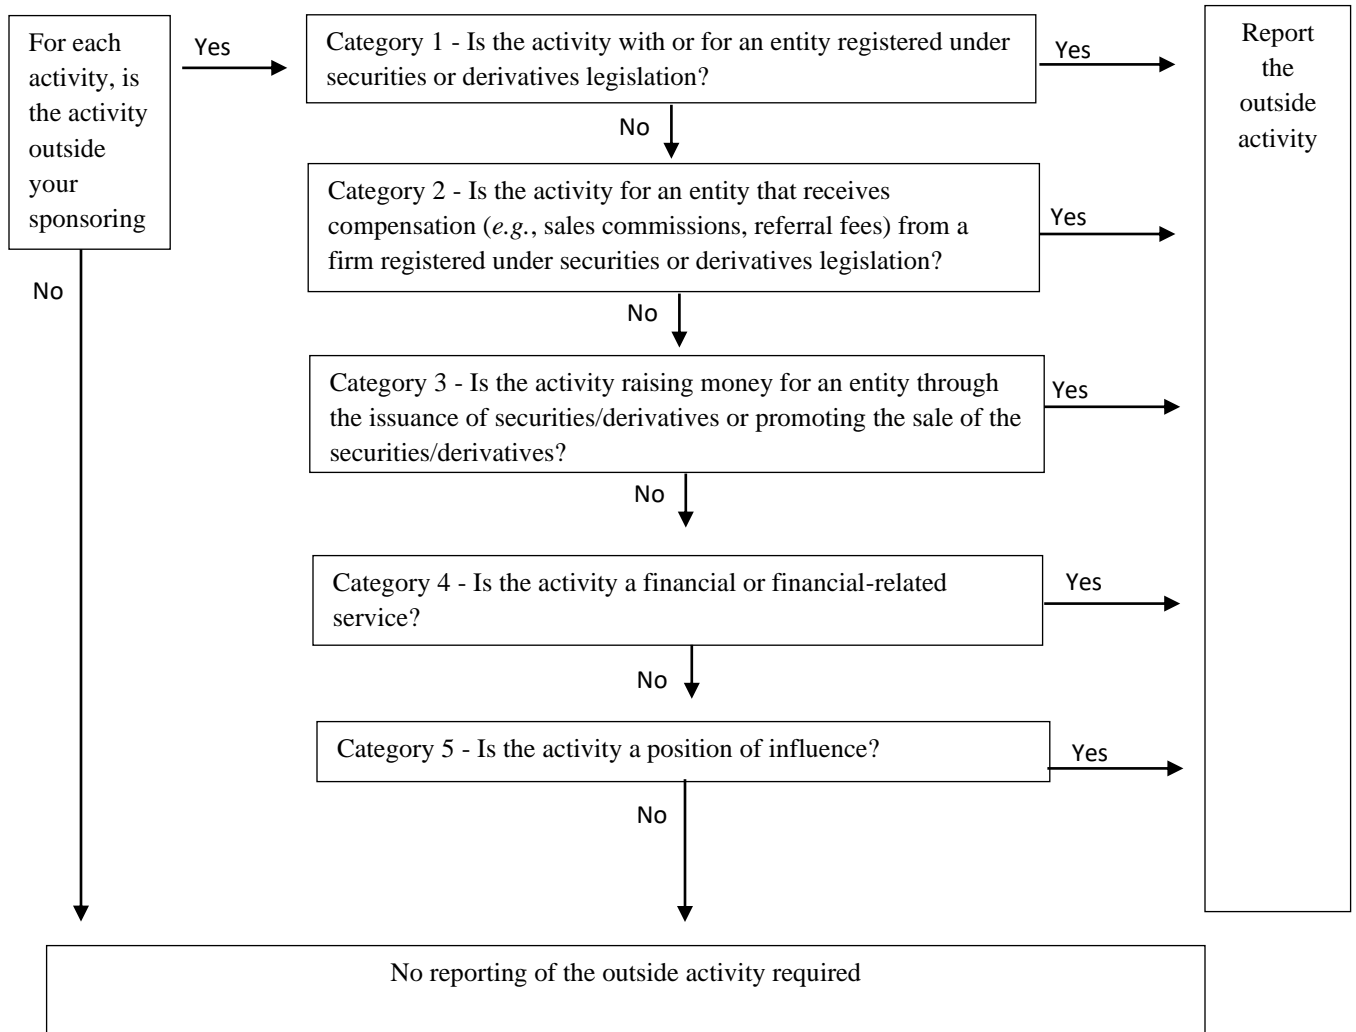 For each
activity, is
the activity
outside
your
sponsoring
Yes
No
Category 1 - Is the activity with or for an entity registered under
securities or derivatives legislation?
Yes
No
Category 2 - Is the activity for an entity that receives
compensation (e.g., sales commissions, referral fees) from a
firm registered under securities or derivatives legislation?
Yes
No
Category 3 - Is the activity raising money for an entity through
the issuance of securities/derivatives or promoting the sale of the
securities/derivatives?
Yes
No
Category 4 - Is the activity a financial or financial-related
service?
Yes
No
Category 5 - Is the activity a position of influence?
Yes
No
Report
the
outside
activity
No reporting of the outside activity required